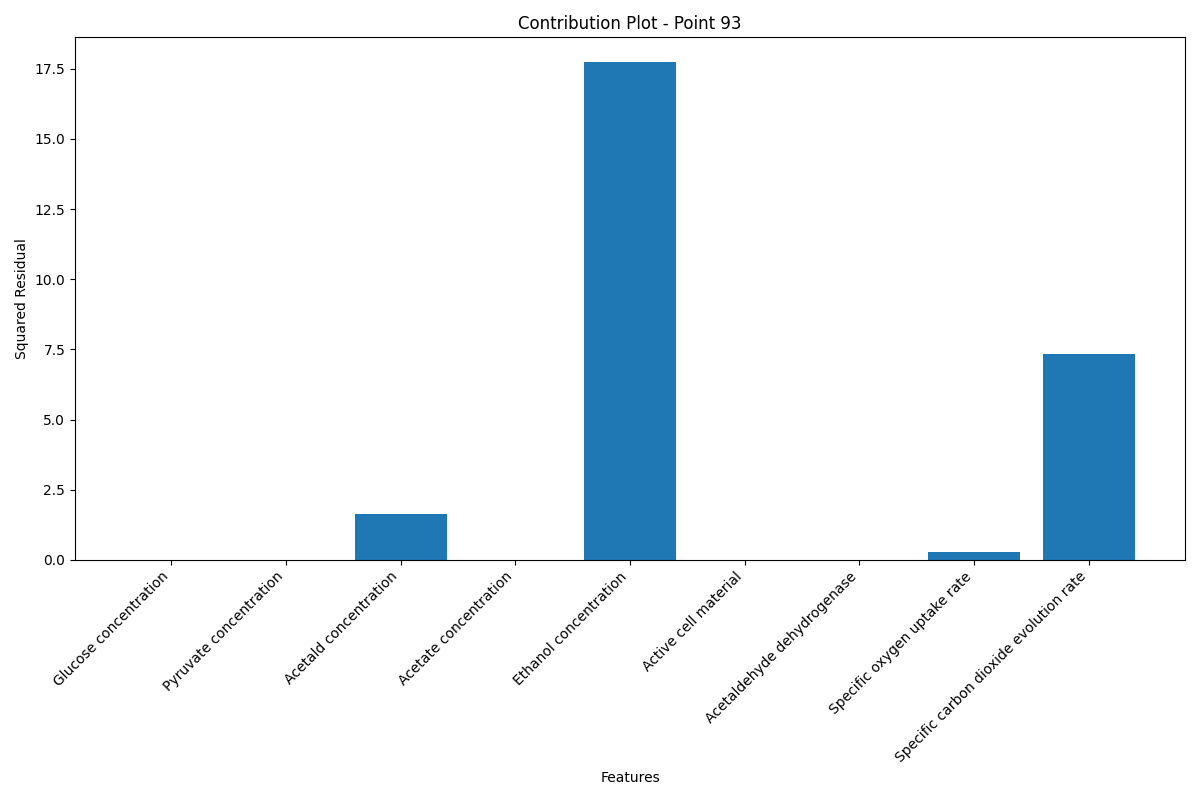 Contribution Plot - Point 93
17.5
15.0
12.5
10.0
7.5
5.0
2.5
0.0
Squared Residual
Glucose concentration
Pyruvate concentration
Acetald concentration
Acetate concentration
Ethanol concentration
Active cell material
Acetaldehyde dehydrogenase
Specific oxygen uptake rate
Specific carbon dioxide evolution rate
Features